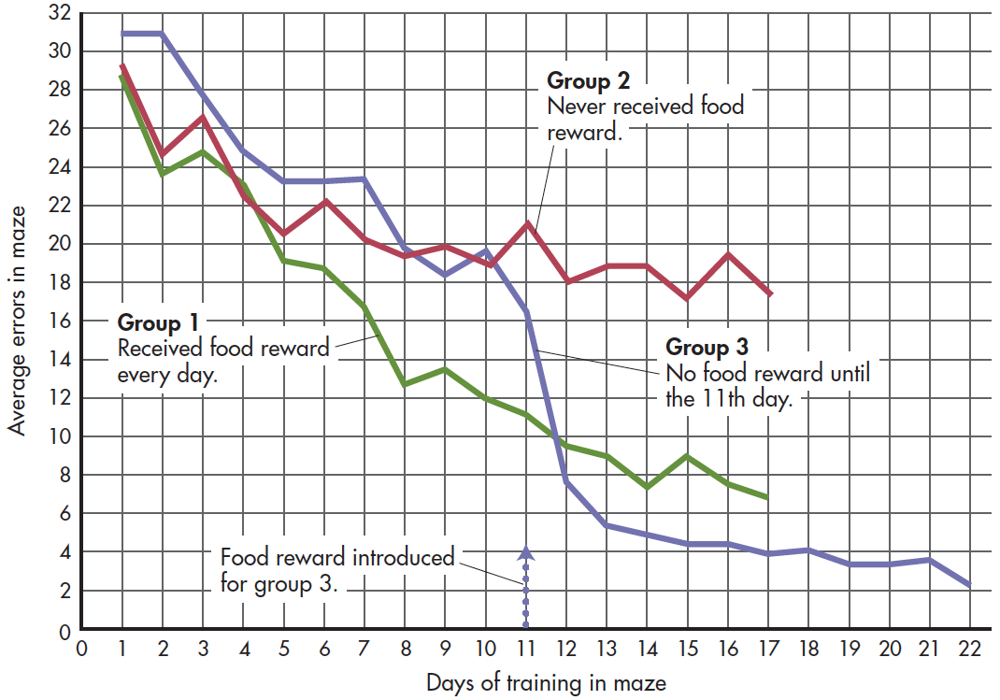 32
30
28
26
24
22
20
18
16
14
12
10
8
6
4
2
0
Average errors in maze
Group 2
Never received food
reward.
Group 1
Received food reward
every day.
Group 3
No food reward until
the 11th day.
Food reward introduced
for group 3.
0 1 2 3 4 5 6 7 8 9 10 11 12 13 14 15 16 17 18 19 20 21 22
Days of training in maze